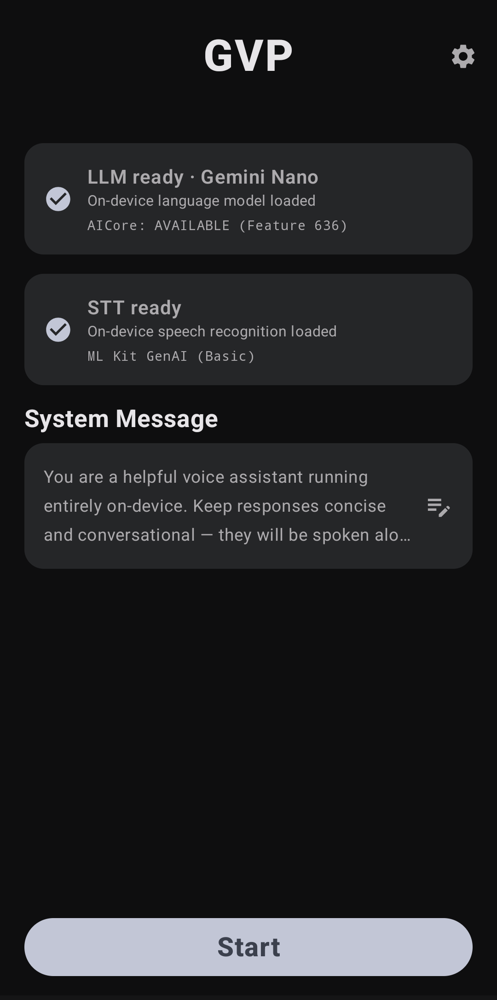 GVP
LLM ready · Gemini Nano
On-device language model loaded
AICore: AVAILABLE (Feature 636)
STT ready
On-device speech recognition loaded
ML Kit GenAI (Basic)
System Message
You are a helpful voice assistant running
entirely on-device. Keep responses concise
and conversational — they will be spoken alo…
Start